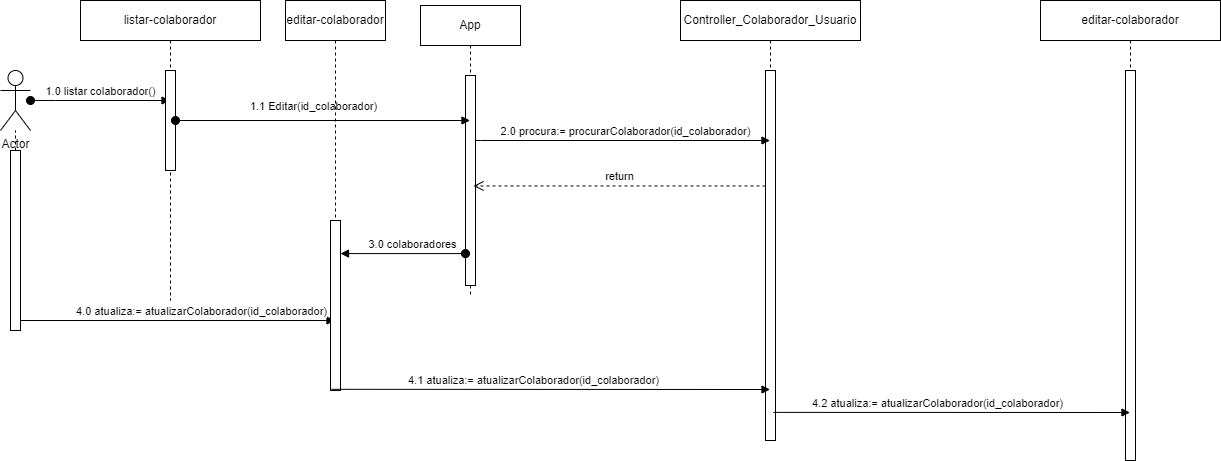 listar-colaborador
editar-colaborador
App
Controller_Colaborador_Usuario
editar-colaborador
1.0 listar colaborador()
1.1 Editar(id_colaborador)
2.0 procura:= procurarColaborador(id_colaborador)
Actor
return
3.0 colaboradores
4.0 atualiza:= atualizarColaborador(id_colaborador)
4.1 atualiza:= atualizarColaborador(id_colaborador)
4.2 atualiza:= atualizarColaborador(id_colaborador)